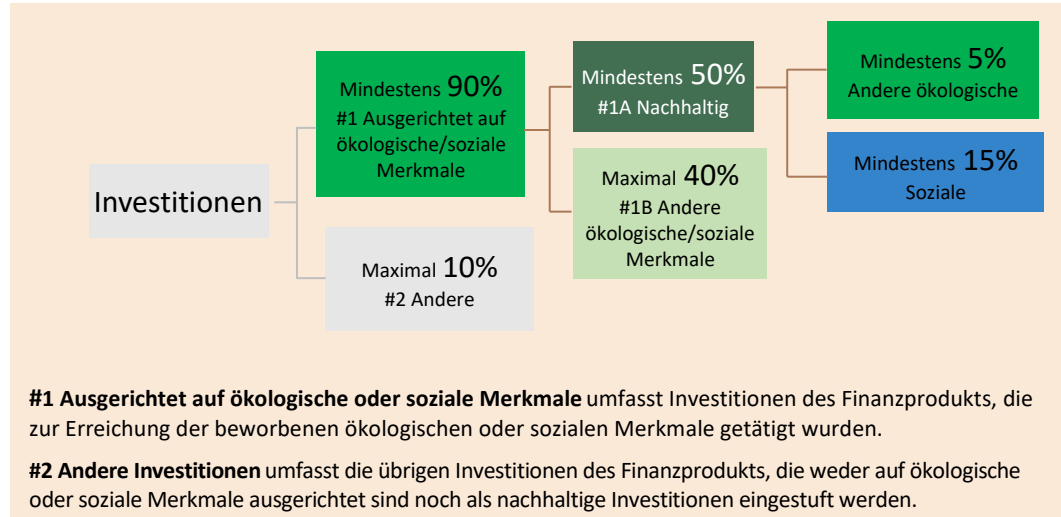 Investitionen
Mindestens 90%
#1 Ausgerichtet auf
ökologische/soziale
Merkmale
Maximal 10%
#2 Andere
Mindestens 50%
#1A Nachhaltig
Maximal 40%
#1B Andere
ökologische/soziale
Merkmale
Mindestens 5%
Andere ökologische
Mindestens 15%
Soziale
#1 Ausgerichtet auf ökologische oder soziale Merkmale umfasst Investitionen des Finanzprodukts, die
zur Erreichung der beworbenen ökologischen oder sozialen Merkmale getätigt wurden.
#2 Andere Investitionen umfasst die übrigen Investitionen des Finanzprodukts, die weder auf ökologische
oder soziale Merkmale ausgerichtet sind noch als nachhaltige Investitionen eingestuft werden.